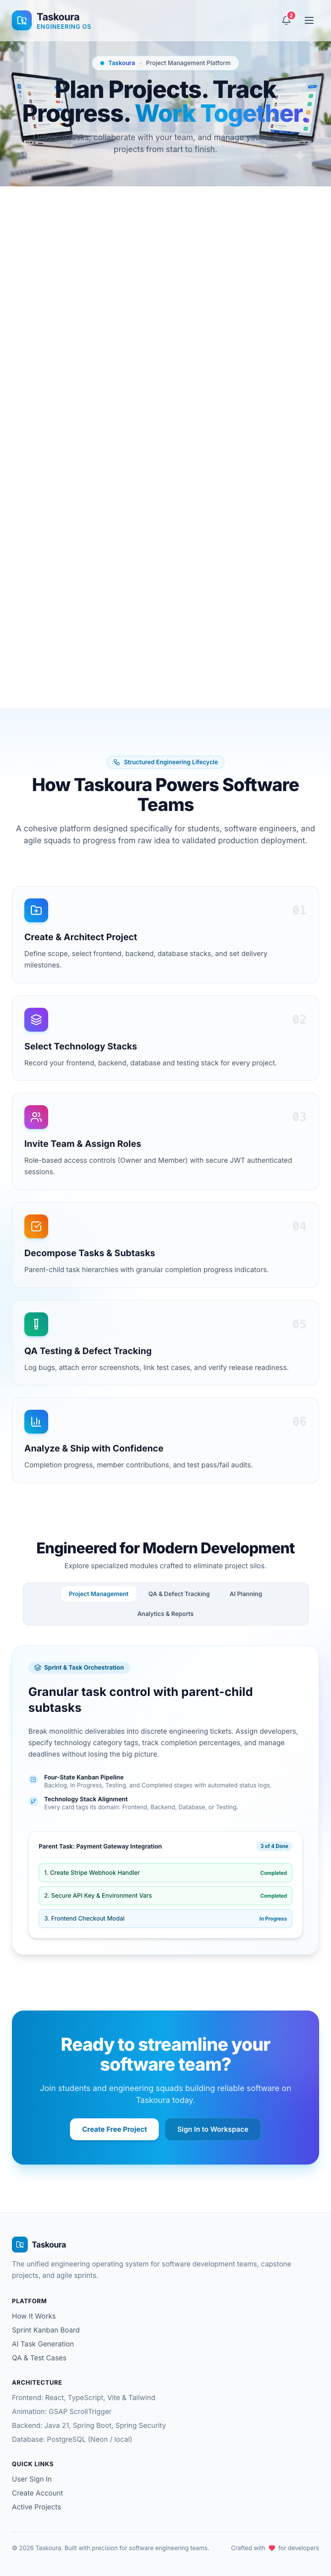 Taskoura
ENGINEERING OS
2
Taskoura • Project Management Platform
Plan Projects. Track
Progress. Work Together.
tasks, collaborate with your team, and manage your
projects from start to finish.
Structured Engineering Lifecycle
How Taskoura Powers Software
Teams
A cohesive platform designed specifically for students, software engineers, and
agile squads to progress from raw idea to validated production deployment.
01
Create & Architect Project
Define scope, select frontend, backend, database stacks, and set delivery
milestones.
02
Select Technology Stacks
Record your frontend, backend, database and testing stack for every project.
03
Invite Team & Assign Roles
Role-based access controls (Owner and Member) with secure JWT authenticated
sessions.
04
Decompose Tasks & Subtasks
Parent-child task hierarchies with granular completion progress indicators.
05
QA Testing & Defect Tracking
Log bugs, attach error screenshots, link test cases, and verify release readiness.
06
Analyze & Ship with Confidence
Completion progress, member contributions, and test pass/fail audits.
Engineered for Modern Development
Explore specialized modules crafted to eliminate project silos.
Project Management QA & Defect Tracking AI Planning
Analytics & Reports
Sprint & Task Orchestration
Granular task control with parent-child
subtasks
Break monolithic deliverables into discrete engineering tickets. Assign developers,
specify technology category tags, track completion percentages, and manage
deadlines without losing the big picture.
Four-State Kanban Pipeline
Backlog, In Progress, Testing, and Completed stages with automated status logs.
Technology Stack Alignment
Every card tags its domain: Frontend, Backend, Database, or Testing.
Parent Task: Payment Gateway Integration 3 of 4 Done
1. Create Stripe Webhook Handler Completed
2. Secure API Key & Environment Vars Completed
3. Frontend Checkout Modal In Progress
Ready to streamline your
software team?
Join students and engineering squads building reliable software on
Taskoura today.
Create Free Project Sign In to Workspace
Taskoura
The unified engineering operating system for software development teams, capstone
projects, and agile sprints.
PLATFORM
How It Works
Sprint Kanban Board
AI Task Generation
QA & Test Cases
ARCHITECTURE
Frontend: React, TypeScript, Vite & Tailwind
Animation: GSAP ScrollTrigger
Backend: Java 21, Spring Boot, Spring Security
Database: PostgreSQL (Neon / local)
QUICK LINKS
User Sign In
Create Account
Active Projects
© 2026 Taskoura. Built with precision for software engineering teams. Crafted with ❤ for developers